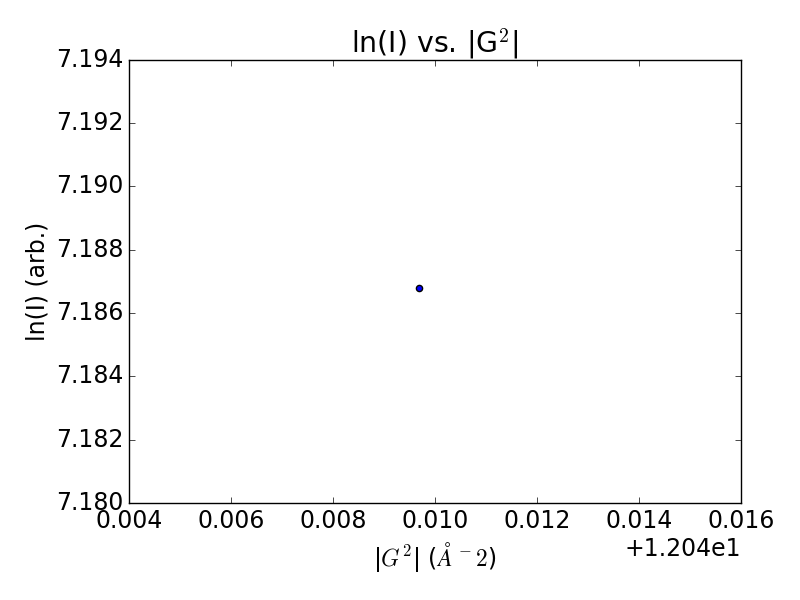 ln(I) vs. |G²|
7.194
7.192
7.190
7.188
7.186
7.184
7.182
7.180
ln(I) (arb.)
0.004 0.006 0.008 0.010 0.012 0.014 0.016
+1.204e1
|G²| (Å⁻2)